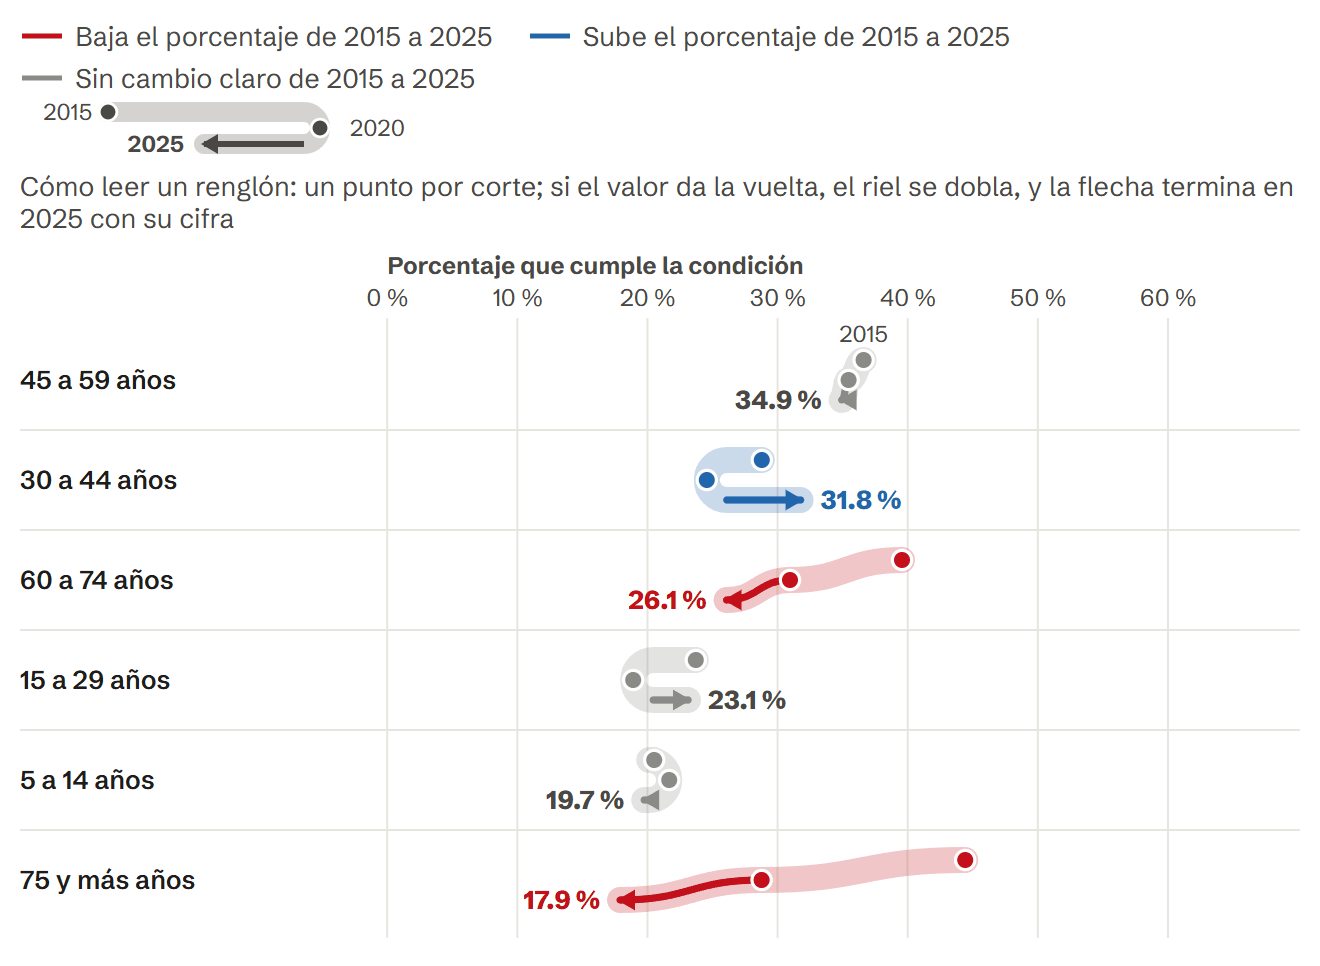 Baja el porcentaje de 2015 a 2025
Sube el porcentaje de 2015 a 2025
Sin cambio claro de 2015 a 2025
2015
2020
2025
Cómo leer un renglón: un punto por corte; si el valor da la vuelta, el riel se dobla, y la flecha termina en
2025 con su cifra
Porcentaje que cumple la condición
0 % 10 % 20 % 30 % 40 % 50 % 60 %
2015
45 a 59 años
34.9 %
30 a 44 años
31.8 %
60 a 74 años
26.1 %
15 a 29 años
23.1 %
5 a 14 años
19.7 %
75 y más años
17.9 %